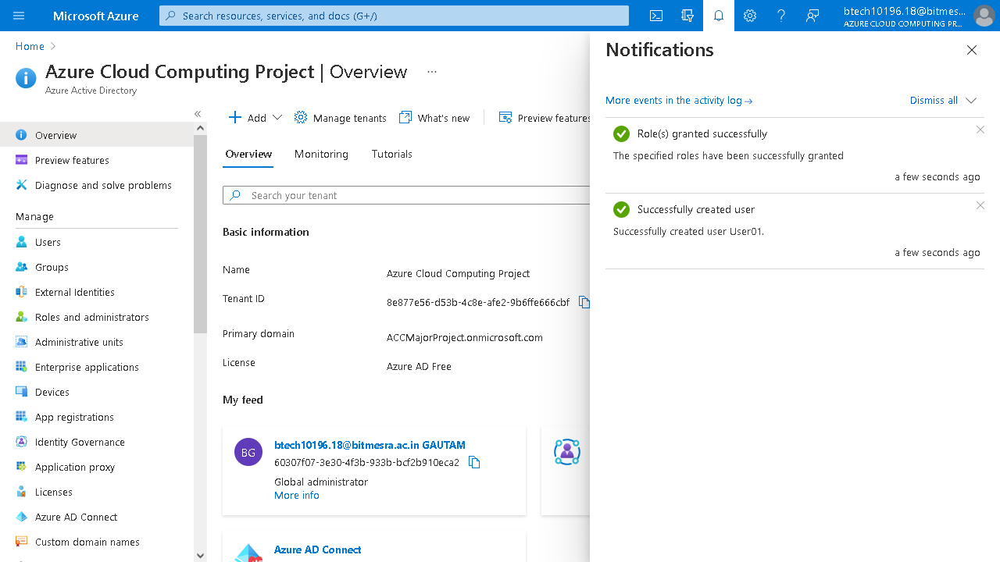 Microsoft Azure
Search resources, services, and docs (G+/)
btech10196.18@bitmes...
AZURE CLOUD COMPUTING PR...
Home
Azure Cloud Computing Project | Overview ...
Azure Active Directory
Overview
Preview features
Diagnose and solve problems
Manage
Users
Groups
External Identities
Roles and administrators
Administrative units
Enterprise applications
Devices
App registrations
Identity Governance
Application proxy
Licenses
Azure AD Connect
Custom domain names
Add
Manage tenants
What's new
Preview features
Overview
Monitoring
Tutorials
Search your tenant
Basic information
Name
Azure Cloud Computing Project
Tenant ID
8e877e56-d53b-4c8e-afe2-9b6ffe666cbf
Primary domain
ACCMajorProject.onmicrosoft.com
License
Azure AD Free
My feed
BG
btech10196.18@bitmesra.ac.in GAUTAM
60307f07-3e30-4f3b-933b-bcf2b910eca2
Global administrator
More info
Azure AD Connect
Notifications
More events in the activity log →
Dismiss all
Role(s) granted successfully
The specified roles have been successfully granted
a few seconds ago
Successfully created user
Successfully created user User01.
a few seconds ago